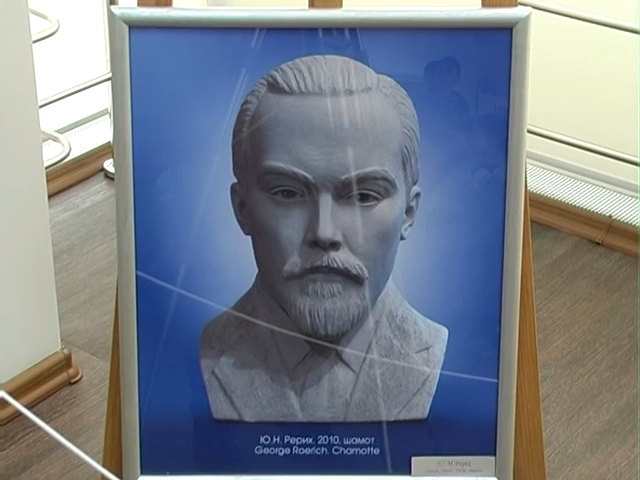 Ю.Н. Рерих. 2010, шамот
George Roerich. Chamotte